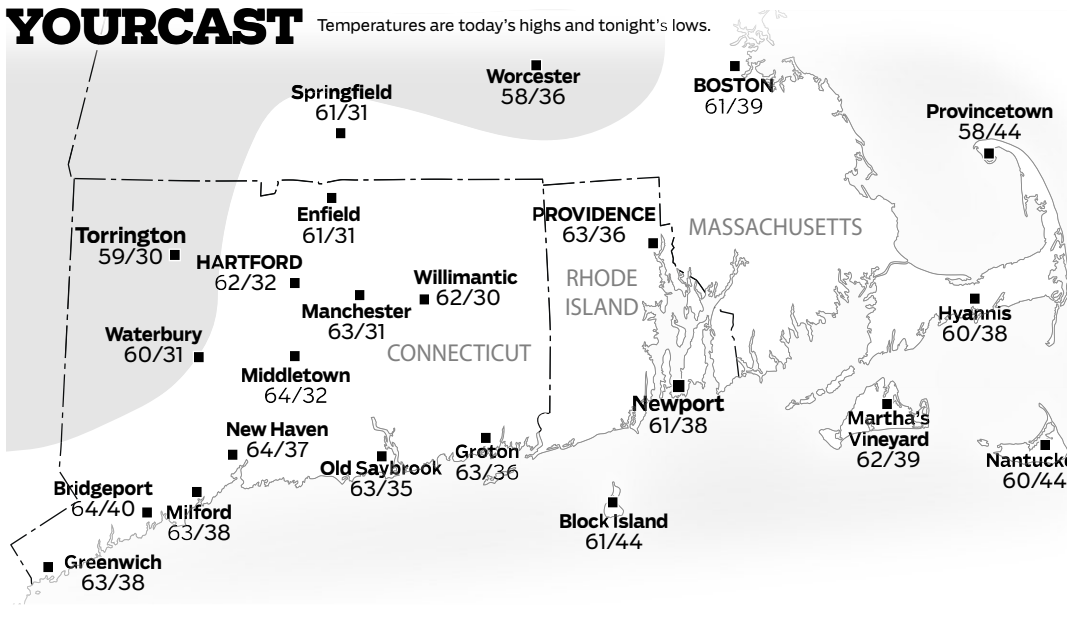 YOURCAST
Temperatures are today's highs and tonight's lows.
Worcester
58/36
BOSTON
61/39
Springfield
61/31
Provincetown
58/44
Enfield
61/31
PROVIDENCE
63/36
MASSACHUSETTS
Torrington
59/30
HARTFORD
62/32
Willimantic
62/30
RHODE
ISLAND
Manchester
63/31
Hyannis
60/38
Waterbury
60/31
CONNECTICUT
Middletown
64/32
Newport
61/38
Martha's
Vineyard
62/39
New Haven
64/37
Old Saybrook
63/35
Groton
63/36
Nantucke
60/44
Bridgeport
64/40
Milford
63/38
Block Island
61/44
Greenwich
63/38